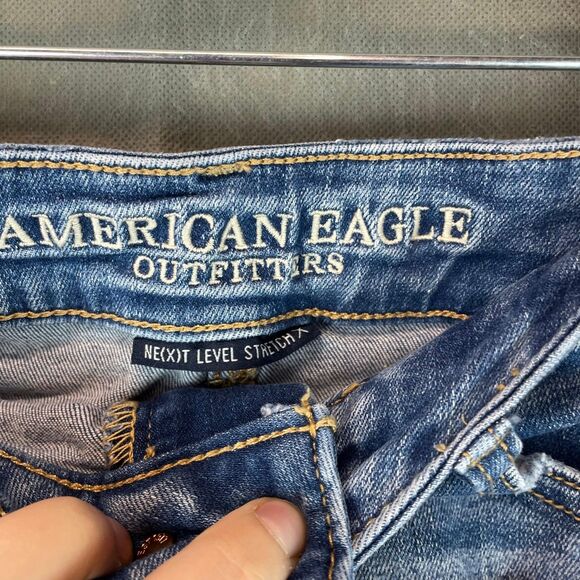 AMERICAN EAGLE
OUTFITTERS
NE(X)T LEVEL STRETCH X